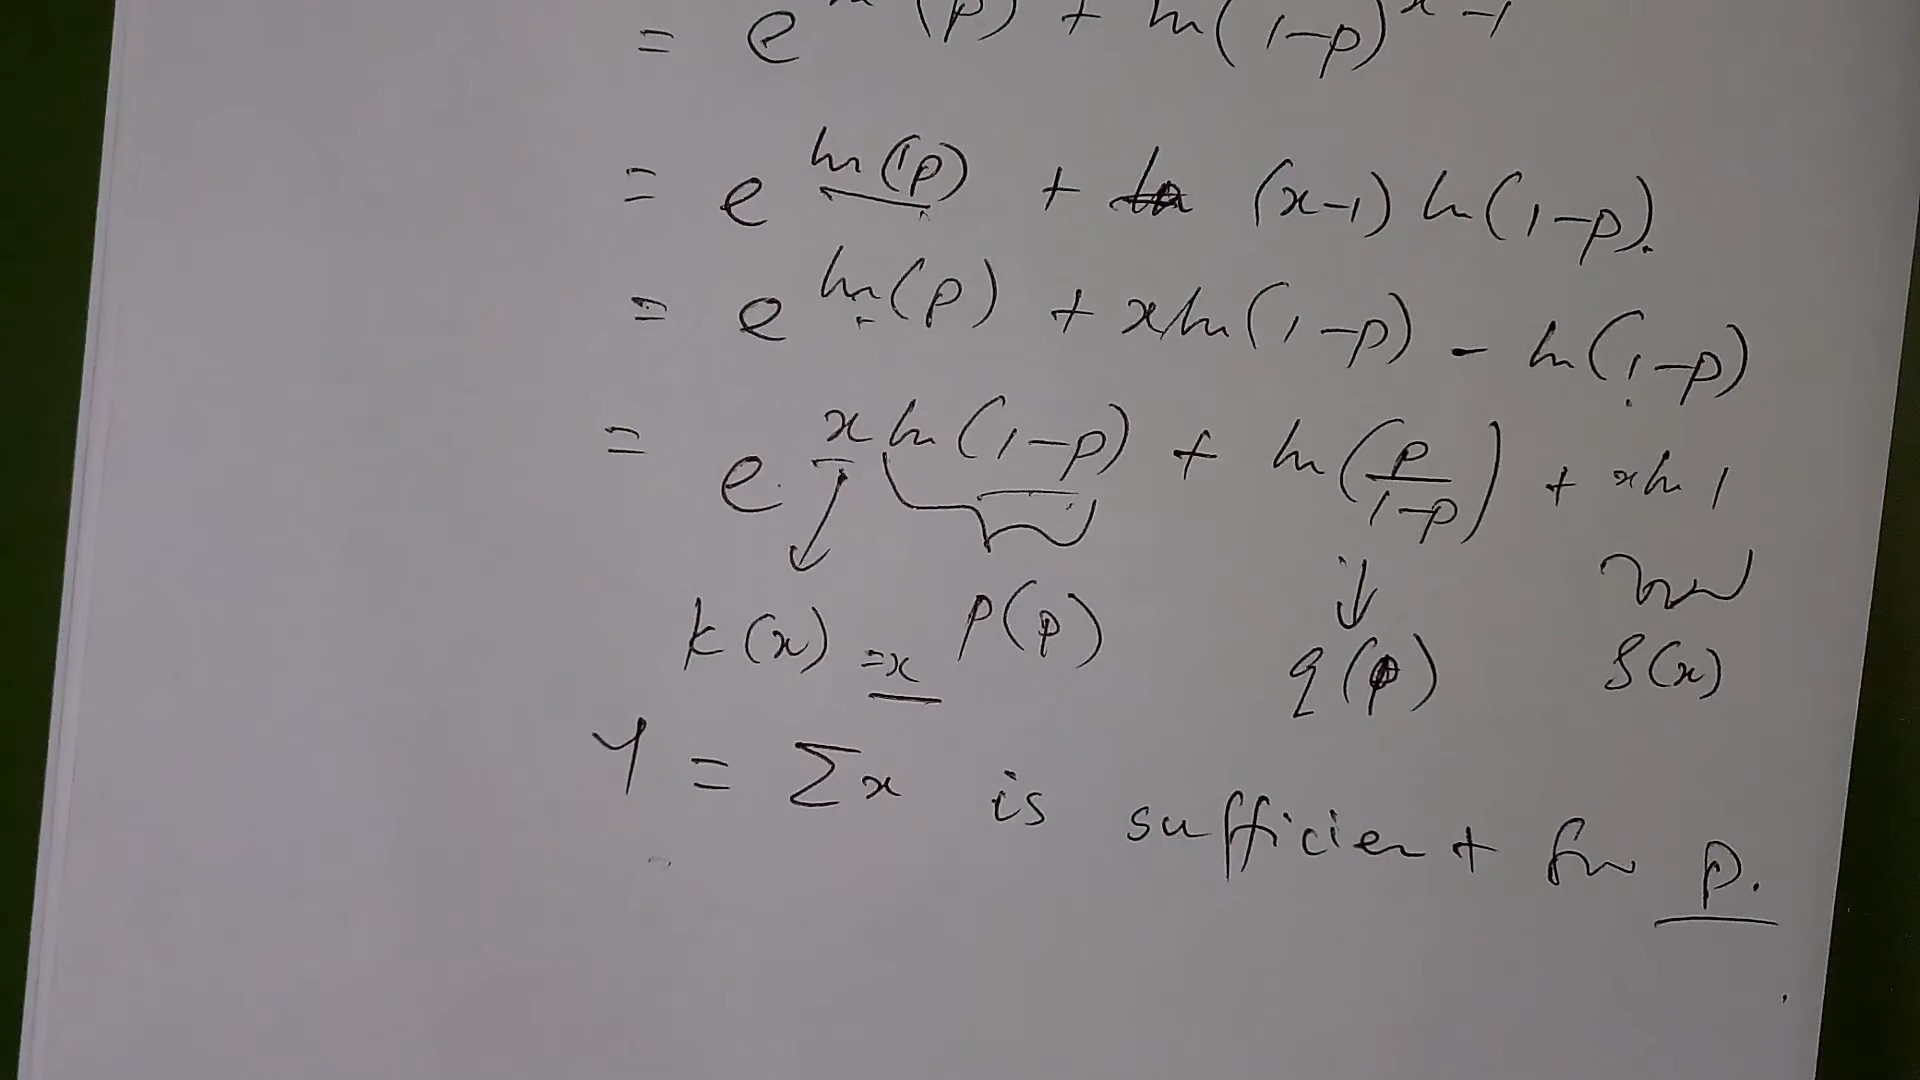 = e ln(p) + ln(1-p)^x-1
= e ln(p) + (x-1) ln(1-p).
= e ln(p) + x ln(1-p) - ln(1-p)
= e x ln(1-p) + ln(p/1-p) + x ln 1
k(x) = x p(p) q(p) S(x)
Y = Σx is sufficient for p.